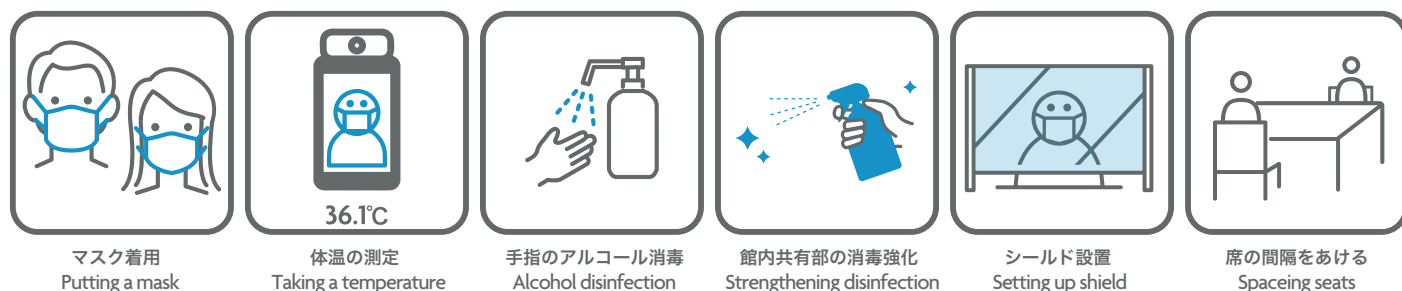 36.1℃
マスク着用
Putting a mask
体温の測定
Taking a temperature
手指のアルコール消毒
Alcohol disinfection
館内共有部の消毒強化
Strengthening disinfection
シールド設置
Setting up shield
席の間隔をあける
Spaceing seats